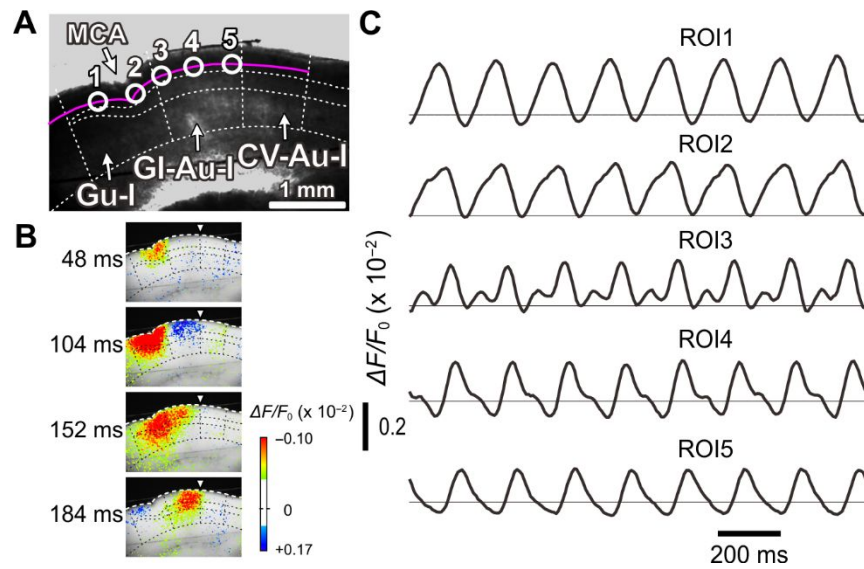 A
MCA
1
2
3
4
5
Gu-I
GI-Au-I
CV-Au-I
1 mm
B
48 ms
104 ms
152 ms
184 ms
ΔF/F₀ (x 10⁻²)
−0.10
0
+0.17
C
ROI1
ROI2
ROI3
ROI4
ROI5
ΔF/F₀ (x 10⁻²)
0.2
200 ms